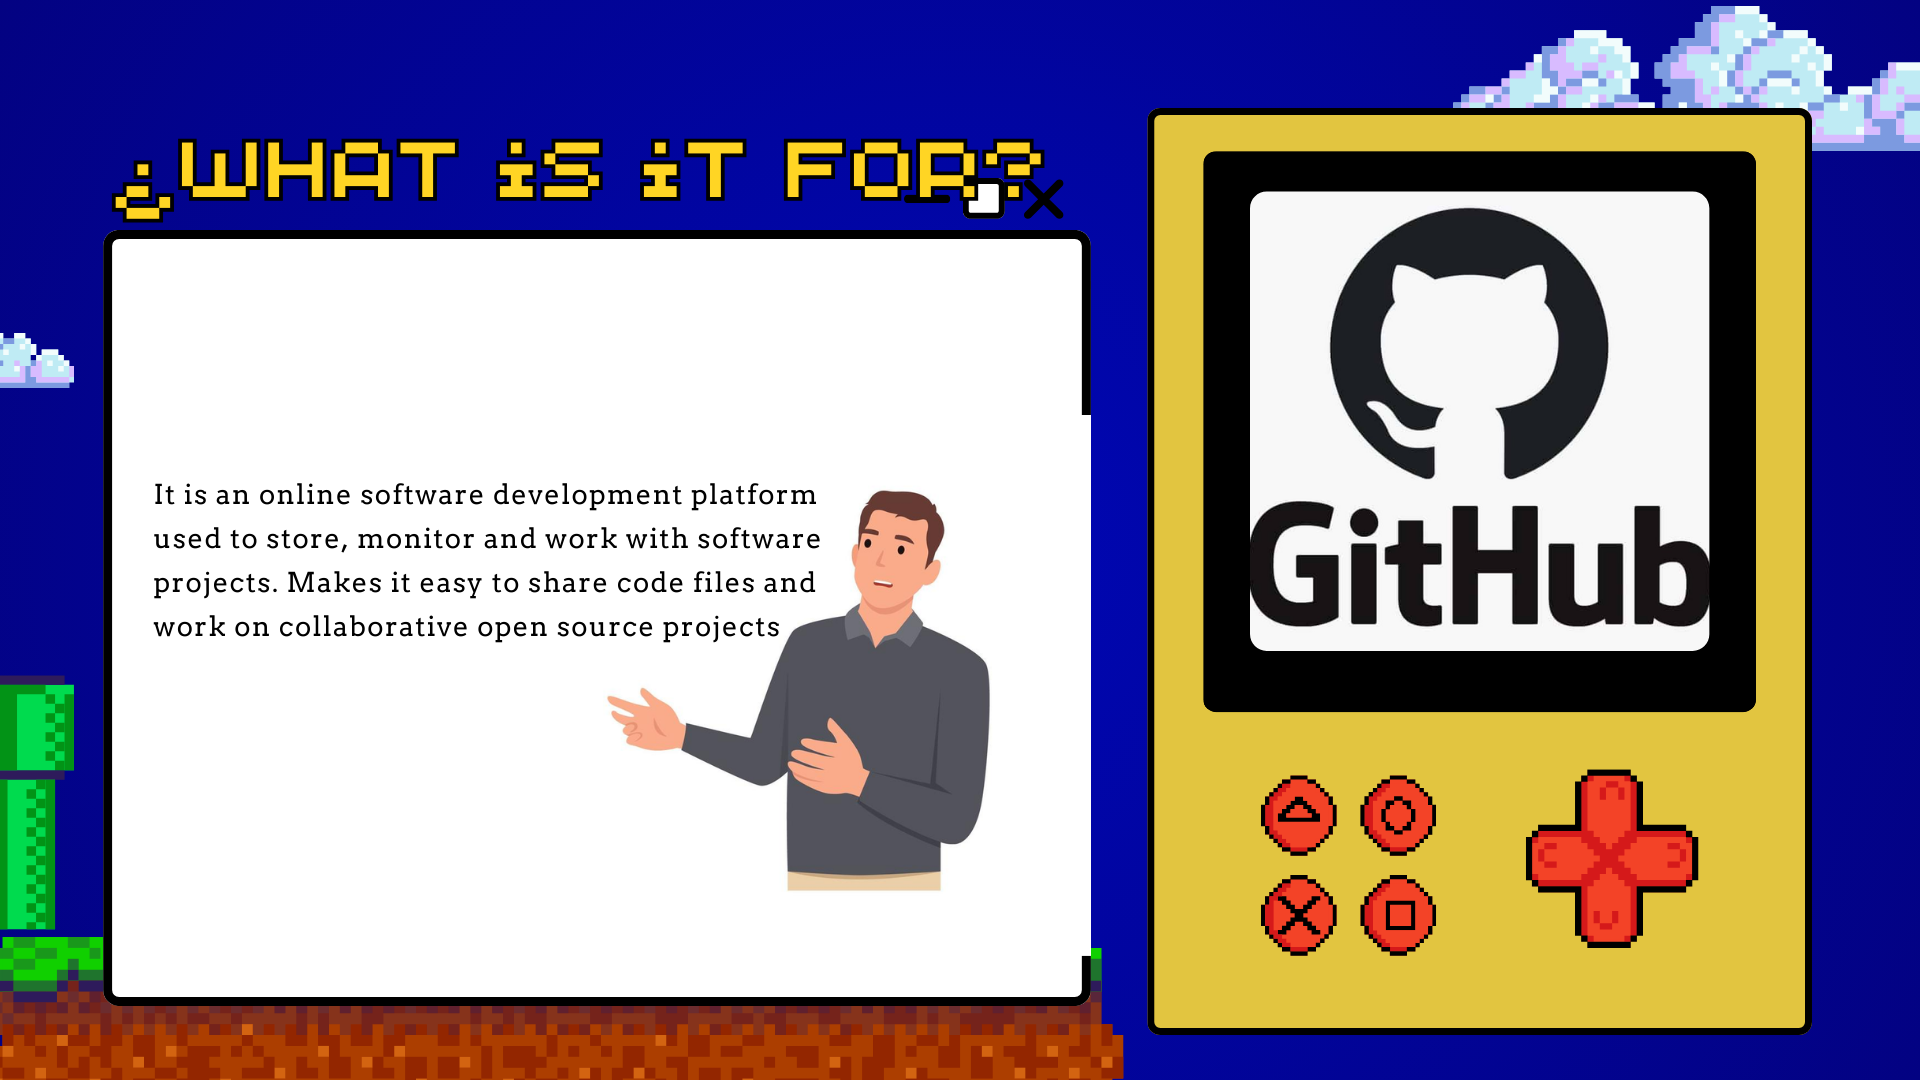 ¿WHAT iS iT FOR?
It is an online software development platform
used to store, monitor and work with software
projects. Makes it easy to share code files and
work on collaborative open source projects
GitHub